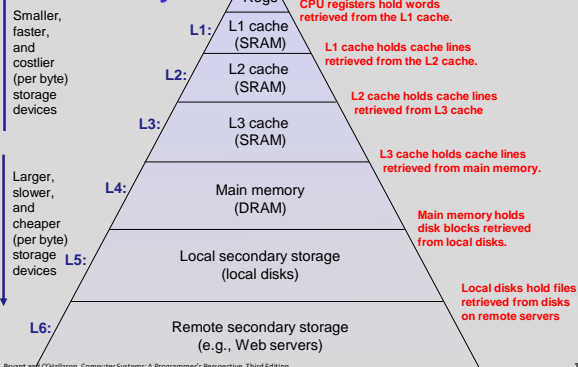 Regs
CPU registers hold words
retrieved from the L1 cache.
Smaller,
faster,
and
costlier
(per byte)
storage
devices
L1:
L1 cache
(SRAM)
L1 cache holds cache lines
retrieved from the L2 cache.
L2:
L2 cache
(SRAM)
L2 cache holds cache lines
retrieved from L3 cache
L3:
L3 cache
(SRAM)
L3 cache holds cache lines
retrieved from main memory.
Larger,
slower,
and
cheaper
(per byte)
storage
devices
L4:
Main memory
(DRAM)
Main memory holds
disk blocks retrieved
from local disks.
L5:
Local secondary storage
(local disks)
Local disks hold files
retrieved from disks
on remote servers
L6:
Remote secondary storage
(e.g., Web servers)
Bryant and O'Hallaron, Computer Systems: A Programmer's Perspective, Third Edition
3